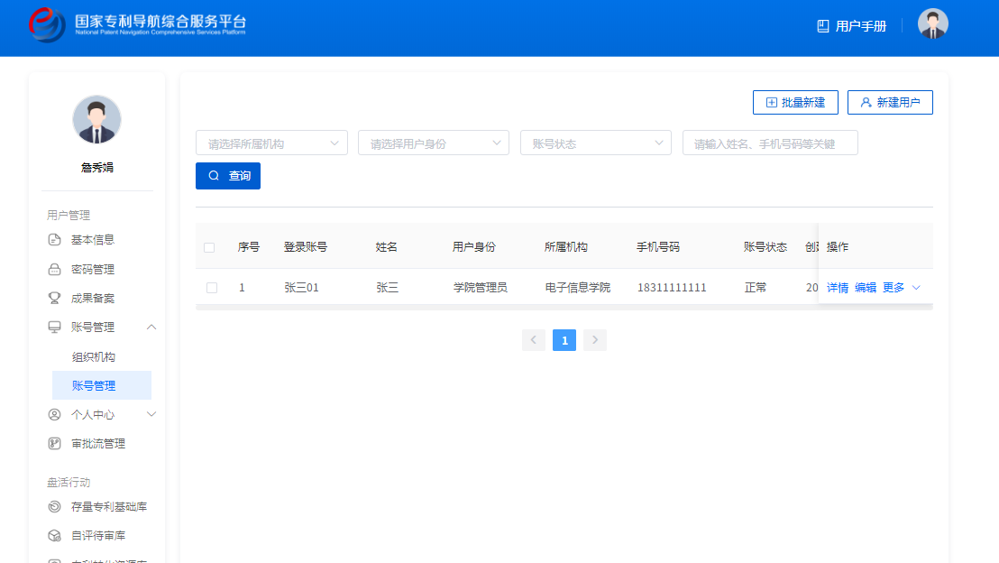 国家专利导航综合服务平台
National Patent Navigation Comprehensive Services Platform
用户手册
詹秀娟
用户管理
基本信息
密码管理
成果备案
账号管理
组织机构
账号管理
个人中心
审批流管理
盘活行动
存量专利基础库
自评待审库
批量新建 新建用户
请选择所属机构 请选择用户身份 账号状态 请输入姓名、手机号码等关键
查询
序号 登录账号 姓名 用户身份 所属机构 手机号码 账号状态 操作
1 张三01 张三 学院管理员 电子信息学院 18311111111 正常 20 详情 编辑 更多
1